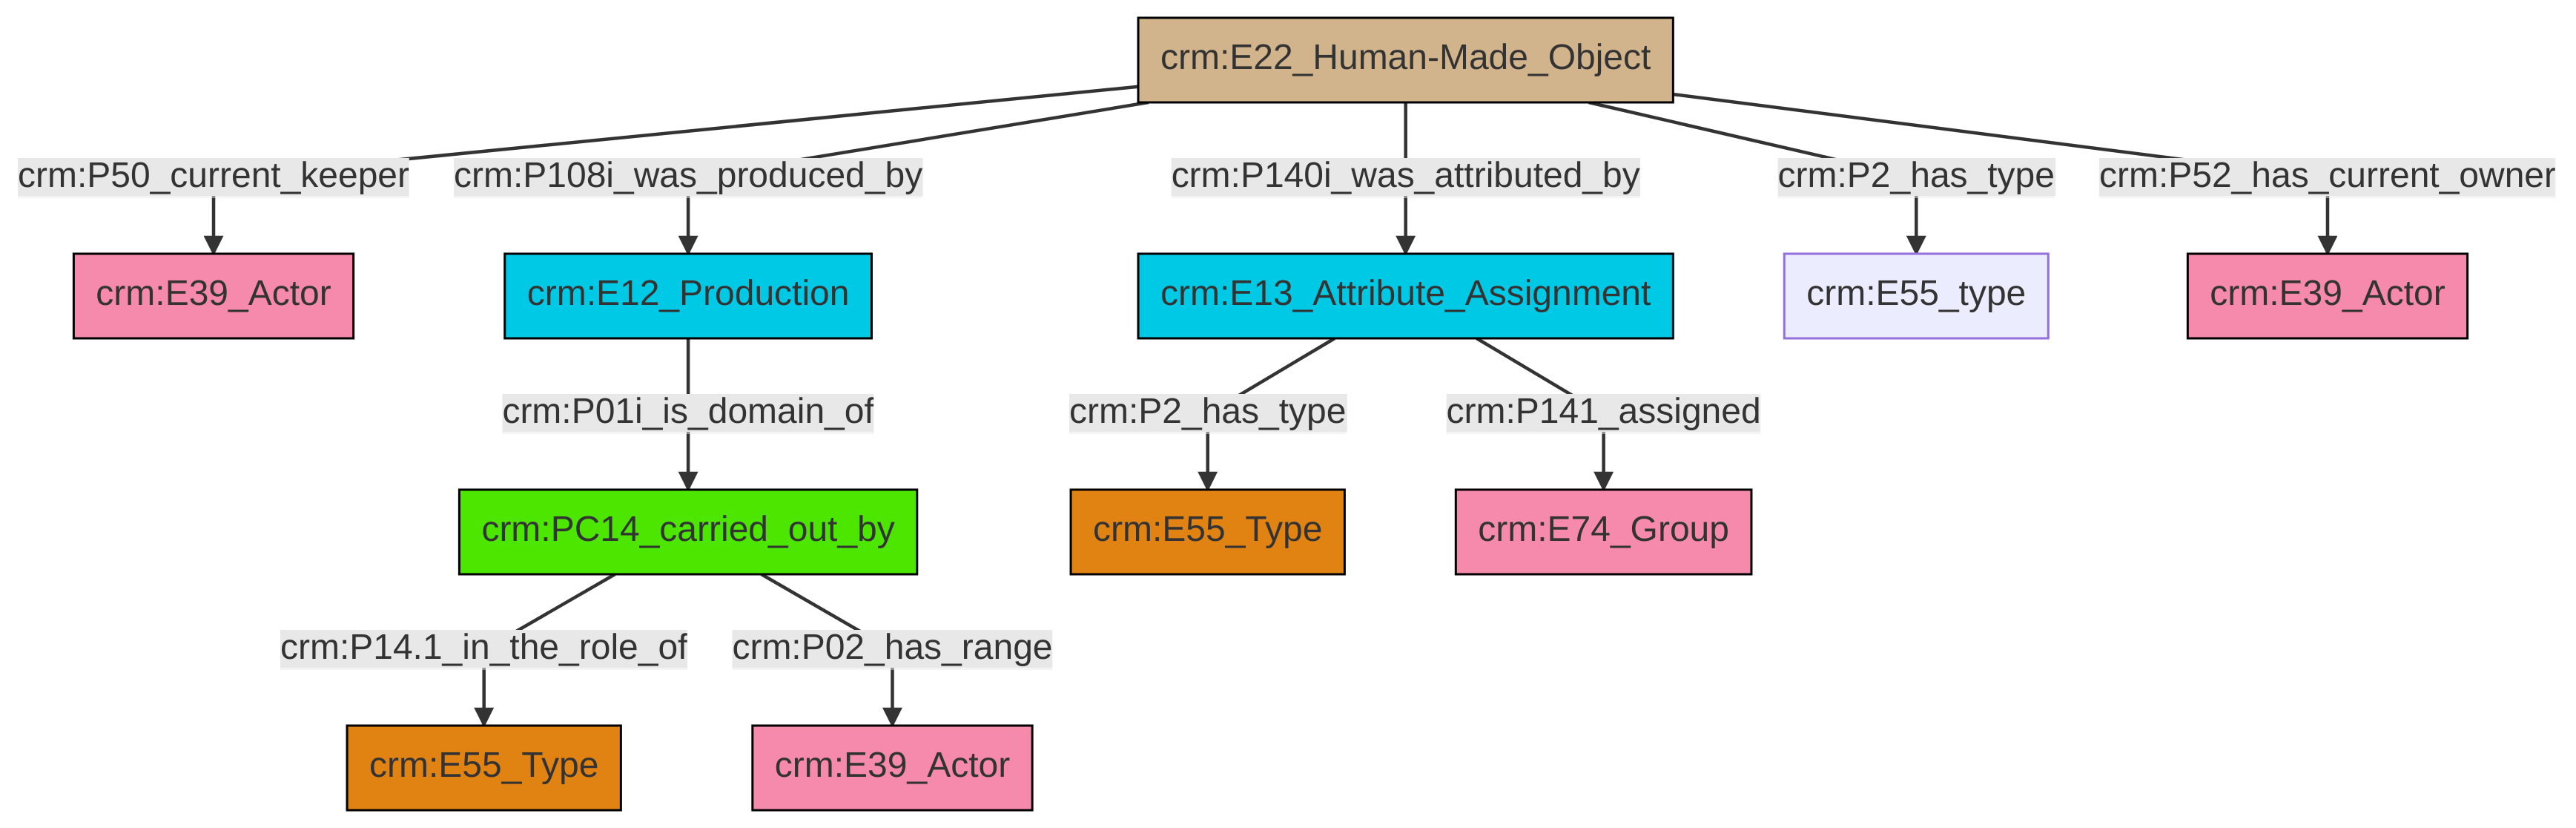 crm:E22_Human-Made_Object
crm:P50_current_keeper
crm:P108i_was_produced_by
crm:P140i_was_attributed_by
crm:P2_has_type
crm:P52_has_current_owner
crm:E39_Actor
crm:E12_Production
crm:E13_Attribute_Assignment
crm:E55_type
crm:E39_Actor
crm:P01i_is_domain_of
crm:P2_has_type
crm:P141_assigned
crm:PC14_carried_out_by
crm:E55_Type
crm:E74_Group
crm:P14.1_in_the_role_of
crm:P02_has_range
crm:E55_Type
crm:E39_Actor